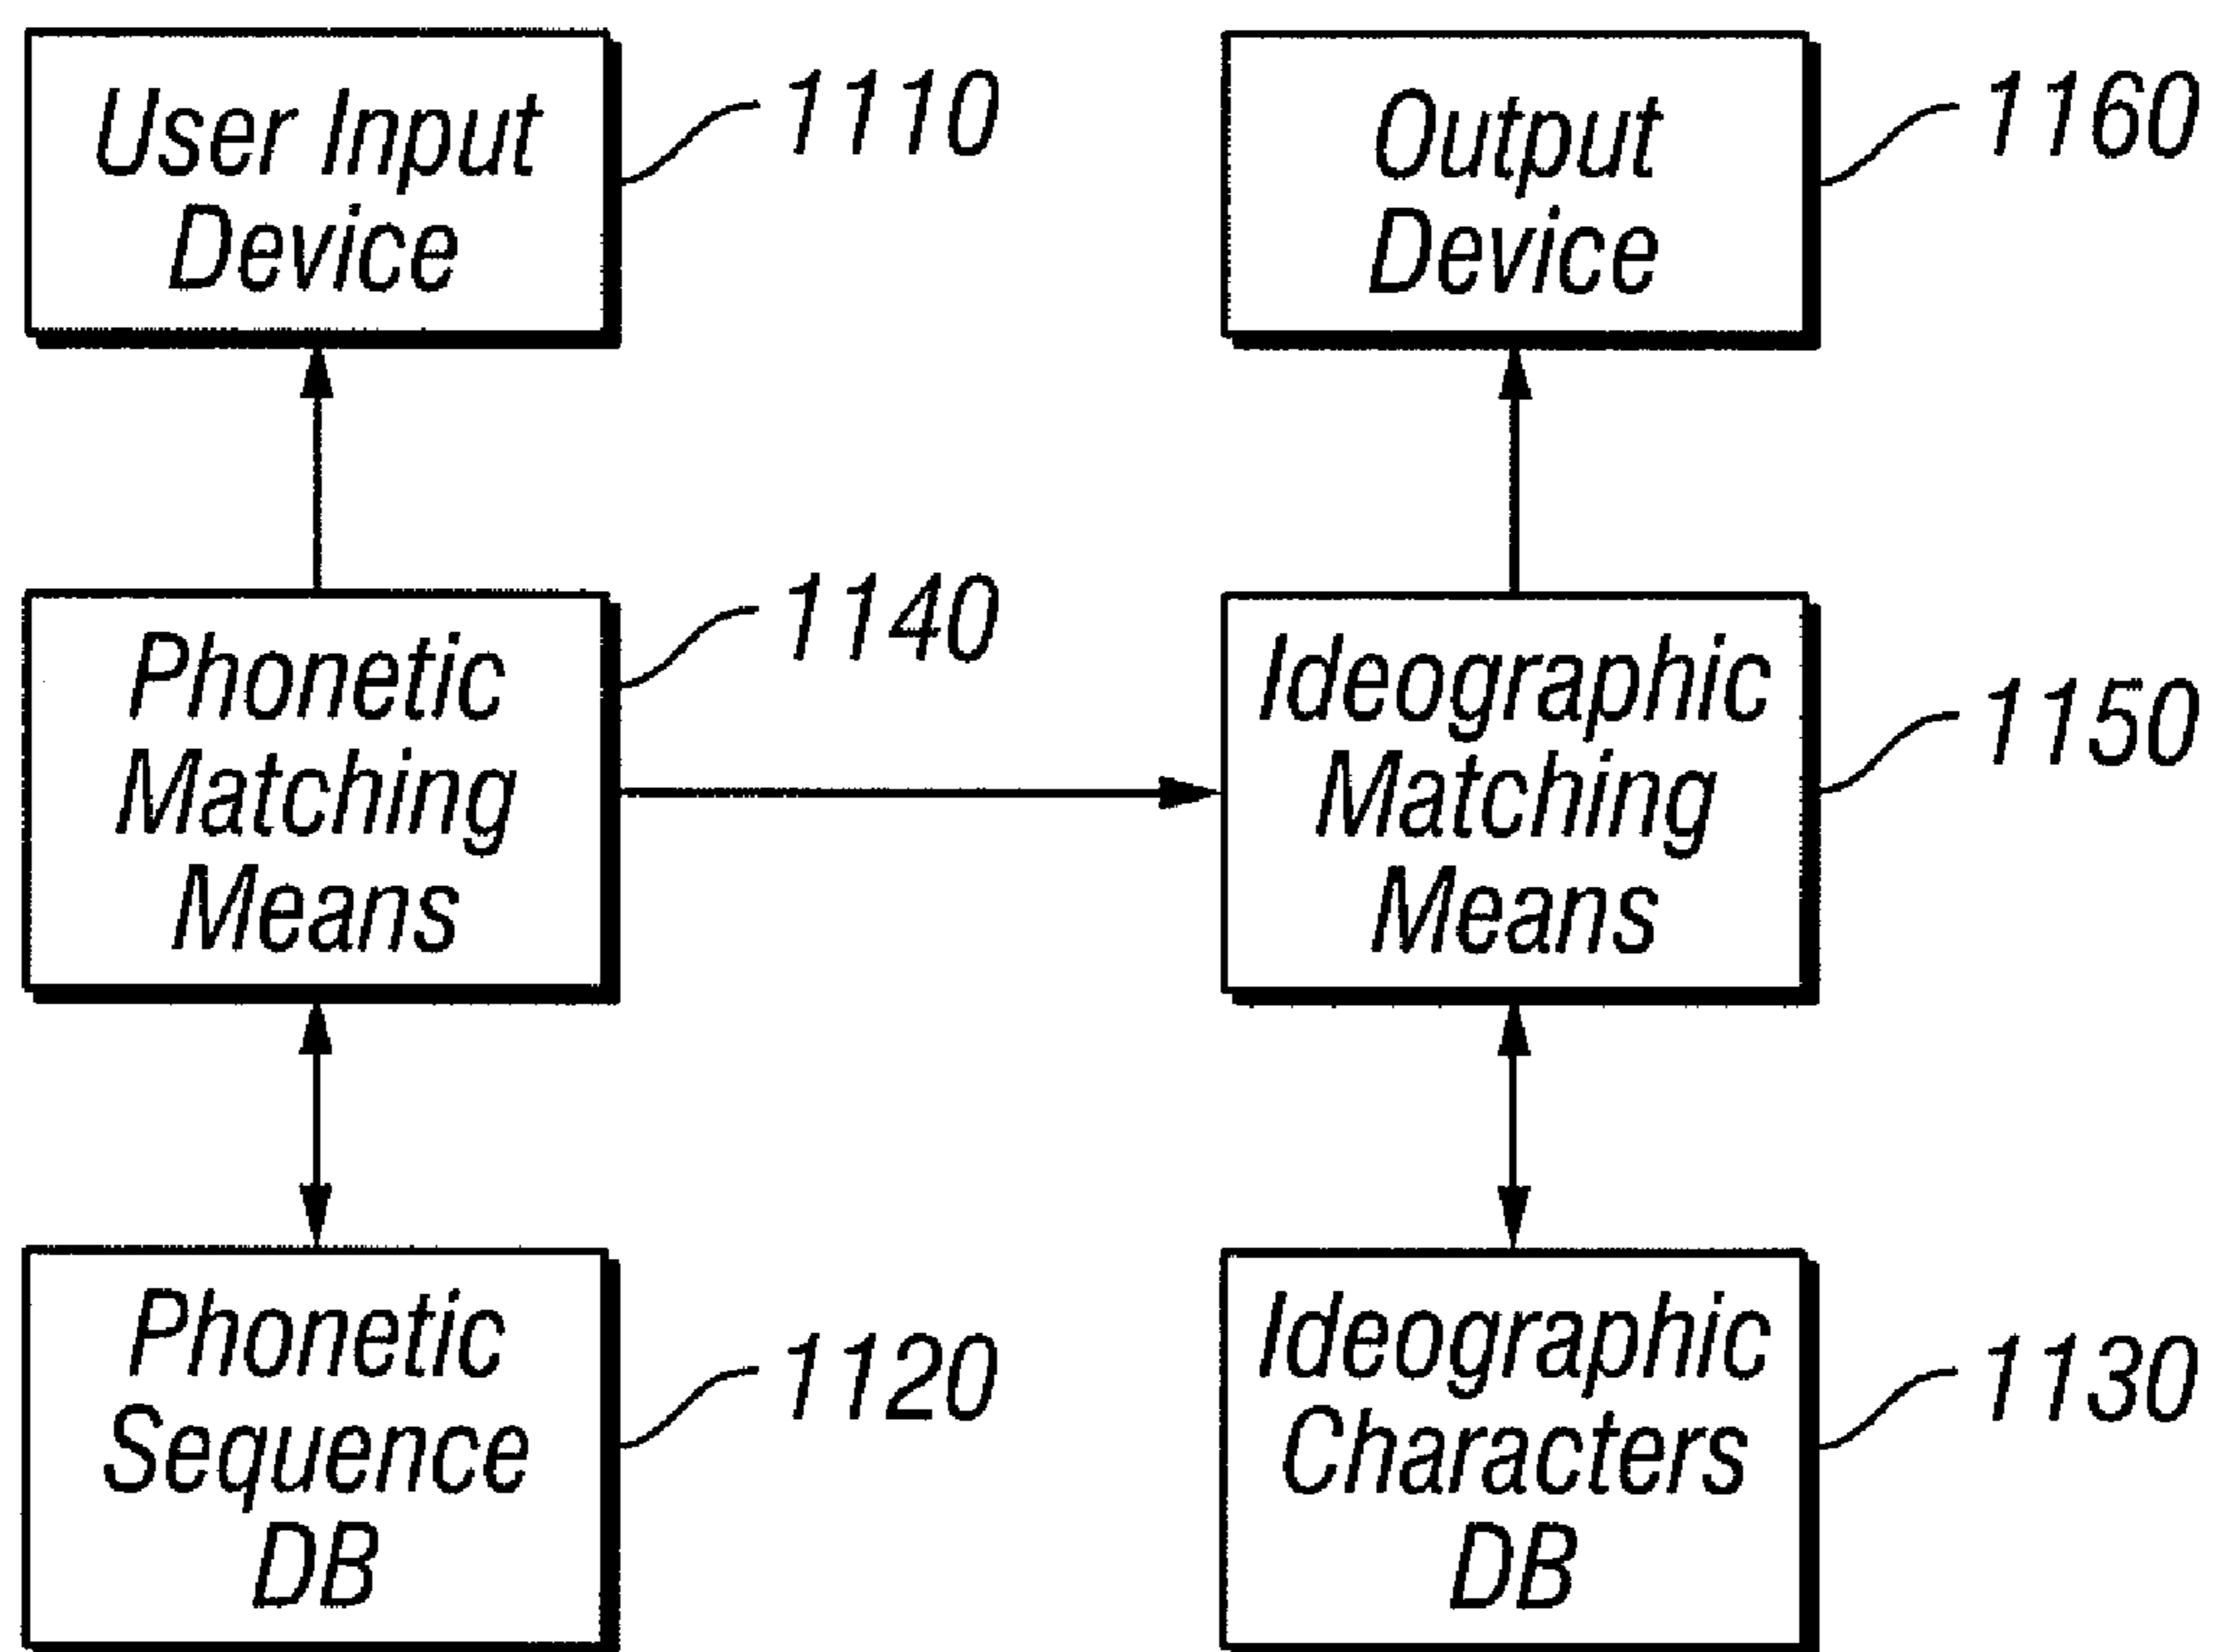 User Input
Device
1110
Output
Device
1160
Phonetic
Matching
Means
1140
Ideographic
Matching
Means
1150
Phonetic
Sequence
DB
1120
Ideographic
Characters
DB
1130